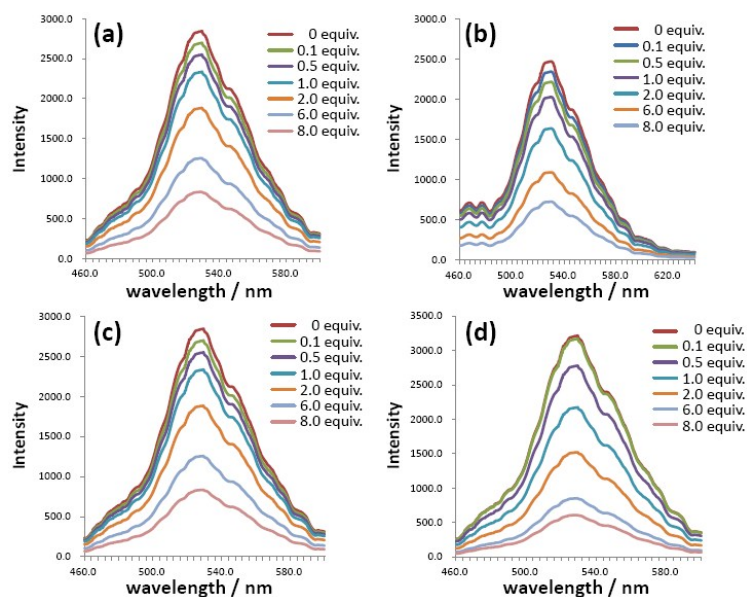 (a)
3000.0
2500.0
2000.0
1500.0
1000.0
500.0
0.0
Intensity
460.0 500.0 540.0 580.0
wavelength / nm
0 equiv.
0.1 equiv.
0.5 equiv.
1.0 equiv.
2.0 equiv.
6.0 equiv.
8.0 equiv.
(b)
3000.0
2500.0
2000.0
1500.0
1000.0
500.0
0.0
Intensity
460.0 500.0 540.0 580.0 620.0
wavelength / nm
0 equiv.
0.1 equiv.
0.5 equiv.
1.0 equiv.
2.0 equiv.
6.0 equiv.
8.0 equiv.
(c)
3000.0
2500.0
2000.0
1500.0
1000.0
500.0
0.0
Intensity
460.0 500.0 540.0 580.0
wavelength / nm
0 equiv.
0.1 equiv.
0.5 equiv.
1.0 equiv.
2.0 equiv.
6.0 equiv.
8.0 equiv.
(d)
3500.0
3000.0
2500.0
2000.0
1500.0
1000.0
500.0
0.0
Intensity
460.0 500.0 540.0 580.0
wavelength / nm
0 equiv.
0.1 equiv.
0.5 equiv.
1.0 equiv.
2.0 equiv.
6.0 equiv.
8.0 equiv.